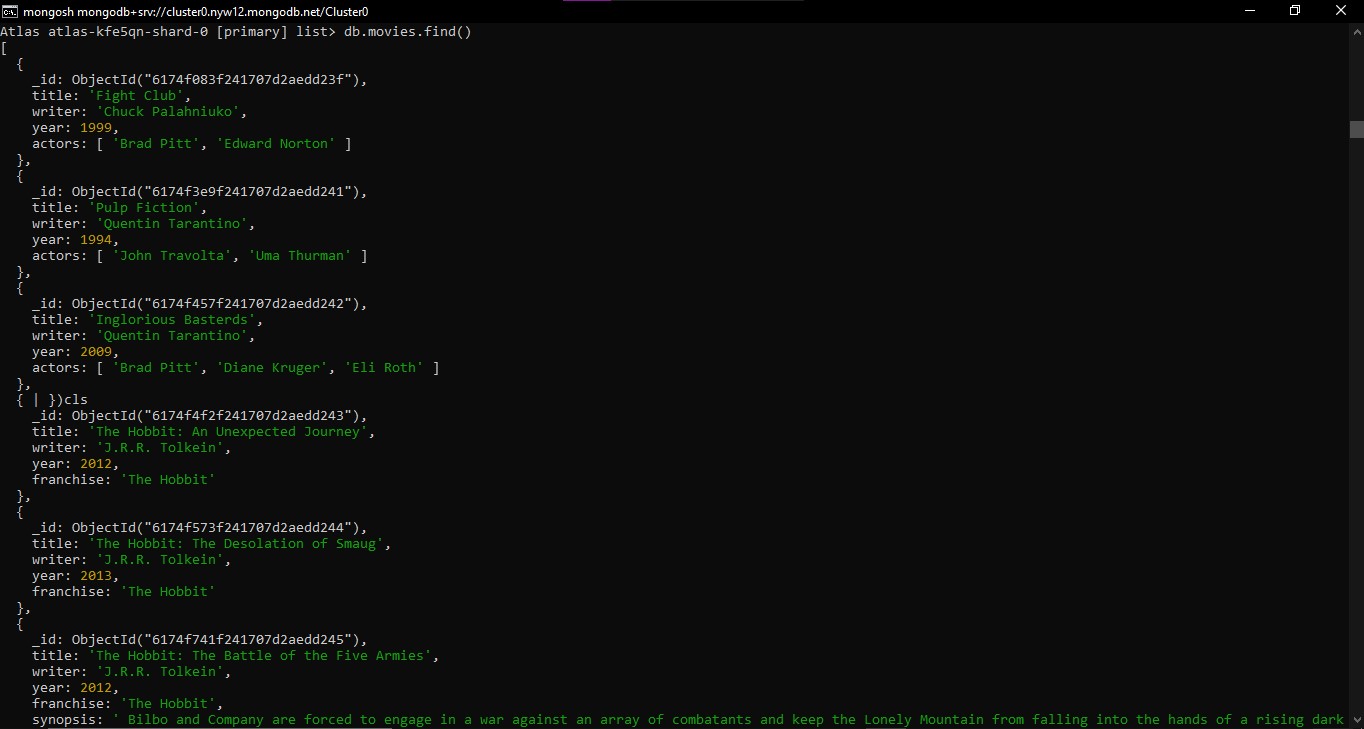 mongosh mongodb+srv://cluster0.nyw12.mongodb.net/Cluster0
Atlas atlas-kfe5qn-shard-0 [primary] list> db.movies.find()
[
  {
    _id: ObjectId("6174f083f241707d2aedd23f"),
    title: 'Fight Club',
    writer: 'Chuck Palahniuko',
    year: 1999,
    actors: [ 'Brad Pitt', 'Edward Norton' ]
  },
  {
    _id: ObjectId("6174f3e9f241707d2aedd241"),
    title: 'Pulp Fiction',
    writer: 'Quentin Tarantino',
    year: 1994,
    actors: [ 'John Travolta', 'Uma Thurman' ]
  },
  {
    _id: ObjectId("6174f457f241707d2aedd242"),
    title: 'Inglorious Basterds',
    writer: 'Quentin Tarantino',
    year: 2009,
    actors: [ 'Brad Pitt', 'Diane Kruger', 'Eli Roth' ]
  },
  { | })cls
    _id: ObjectId("6174f4f2f241707d2aedd243"),
    title: 'The Hobbit: An Unexpected Journey',
    writer: 'J.R.R. Tolkein',
    year: 2012,
    franchise: 'The Hobbit'
  },
  {
    _id: ObjectId("6174f573f241707d2aedd244"),
    title: 'The Hobbit: The Desolation of Smaug',
    writer: 'J.R.R. Tolkein',
    year: 2013,
    franchise: 'The Hobbit'
  },
  {
    _id: ObjectId("6174f741f241707d2aedd245"),
    title: 'The Hobbit: The Battle of the Five Armies',
    writer: 'J.R.R. Tolkein',
    year: 2012,
    franchise: 'The Hobbit',
    synopsis: ' Bilbo and Company are forced to engage in a war against an array of combatants and keep the Lonely Mountain from falling into the hands of a rising dark